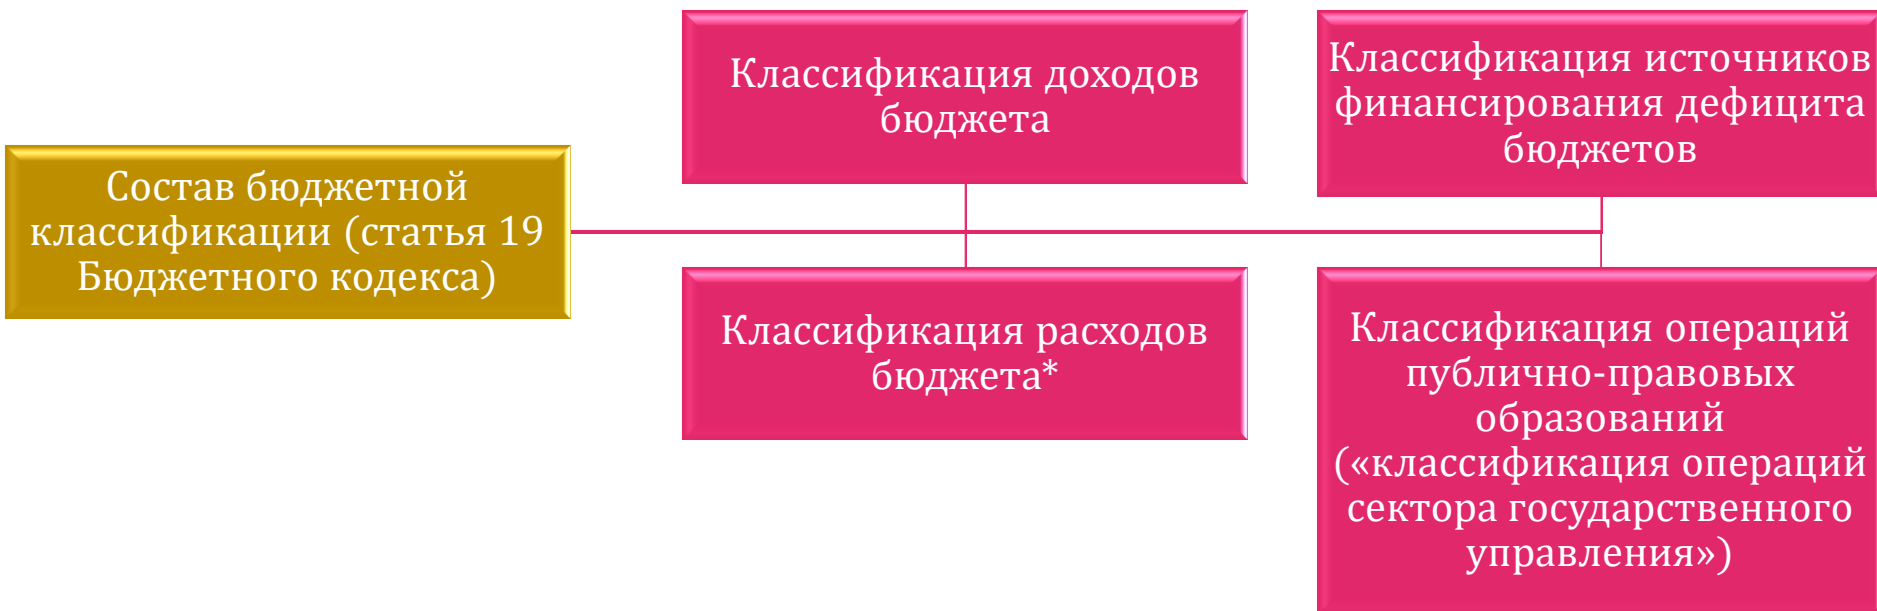 Состав бюджетной
классификации (статья 19
Бюджетного кодекса)
Классификация доходов
бюджета
Классификация расходов
бюджета*
Классификация источников
финансирования дефицита
бюджетов
Классификация операций
публично-правовых
образований
(«классификация операций
сектора государственного
управления»)